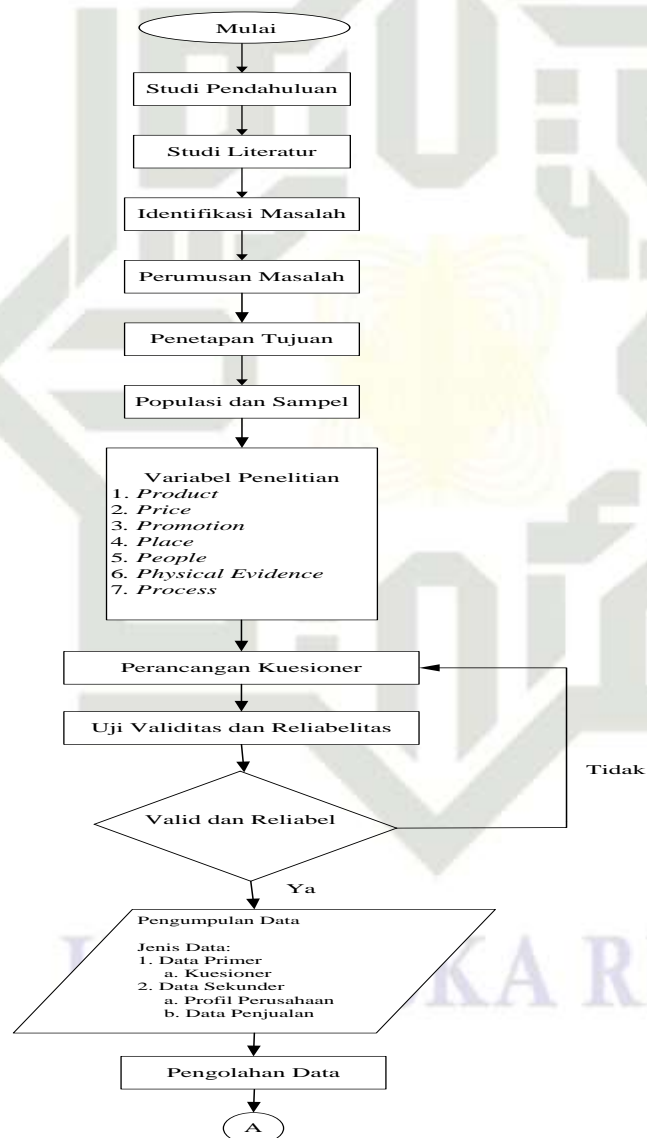 Mulai
Studi Pendahuluan
Studi Literatur
Identifikasi Masalah
Perumusan Masalah
Penetapan Tujuan
Populasi dan Sampel
Variabel Penelitian
1. Product
2. Price
3. Promotion
4. Place
5. People
6. Physical Evidence
7. Process
Perancangan Kuesioner
Uji Validitas dan Reliabelitas
Tidak
Valid dan Reliabel
Ya
Pengumpulan Data
Jenis Data:
1. Data Primer
a. Kuesioner
2. Data Sekunder
a. Profil Perusahaan
b. Data Penjualan
KA R
Pengolahan Data
A